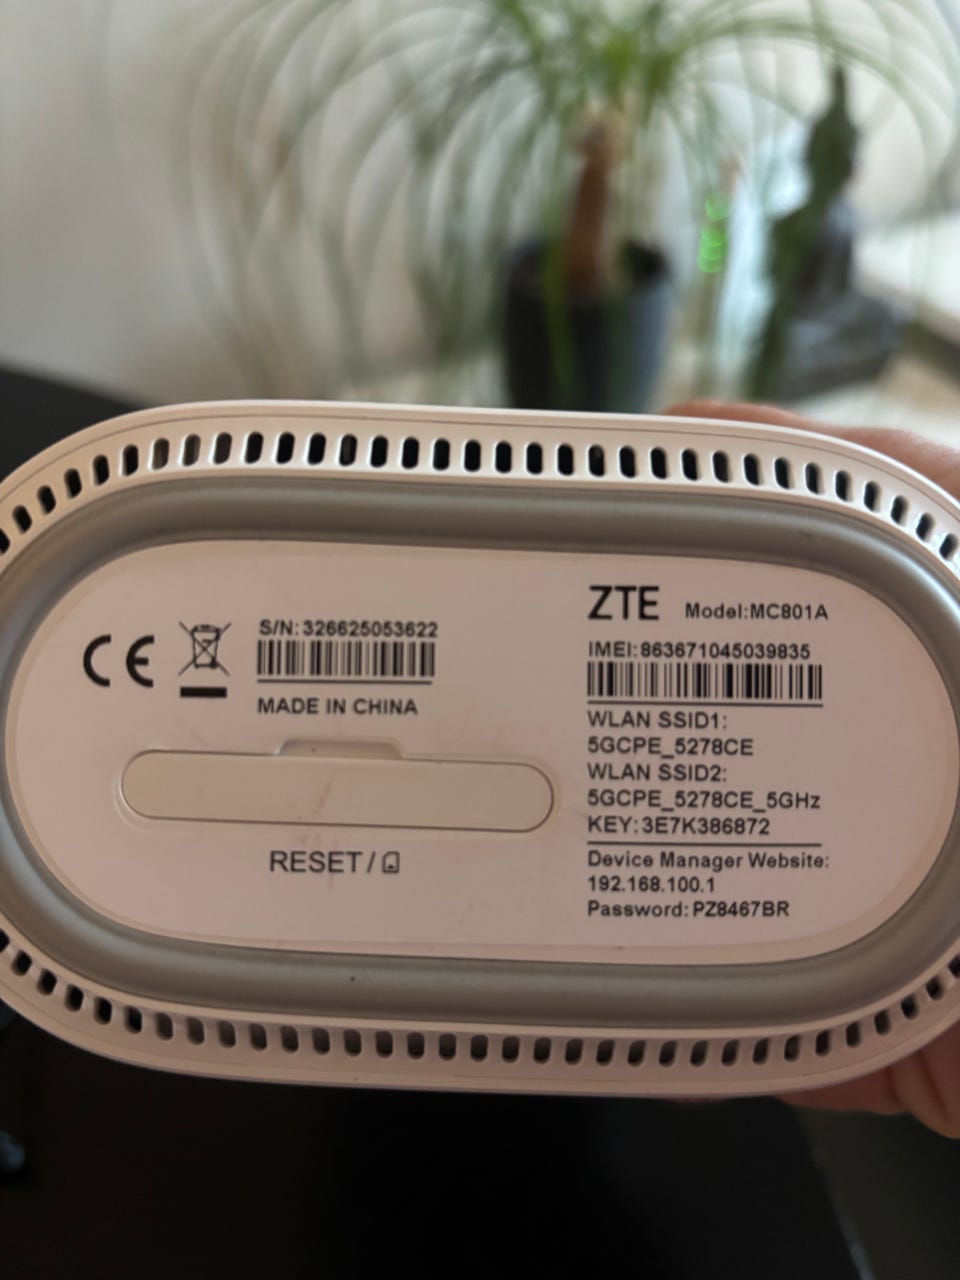 S/N: 326625053622
MADE IN CHINA
RESET /
ZTE Model:MC801A
IMEI: 863671045039835
WLAN SSID1:
5GCPE_5278CE
WLAN SSID2:
5GCPE_5278CE_5GHz
KEY: 3E7K386872
Device Manager Website:
192.168.100.1
Password: PZ8467BR